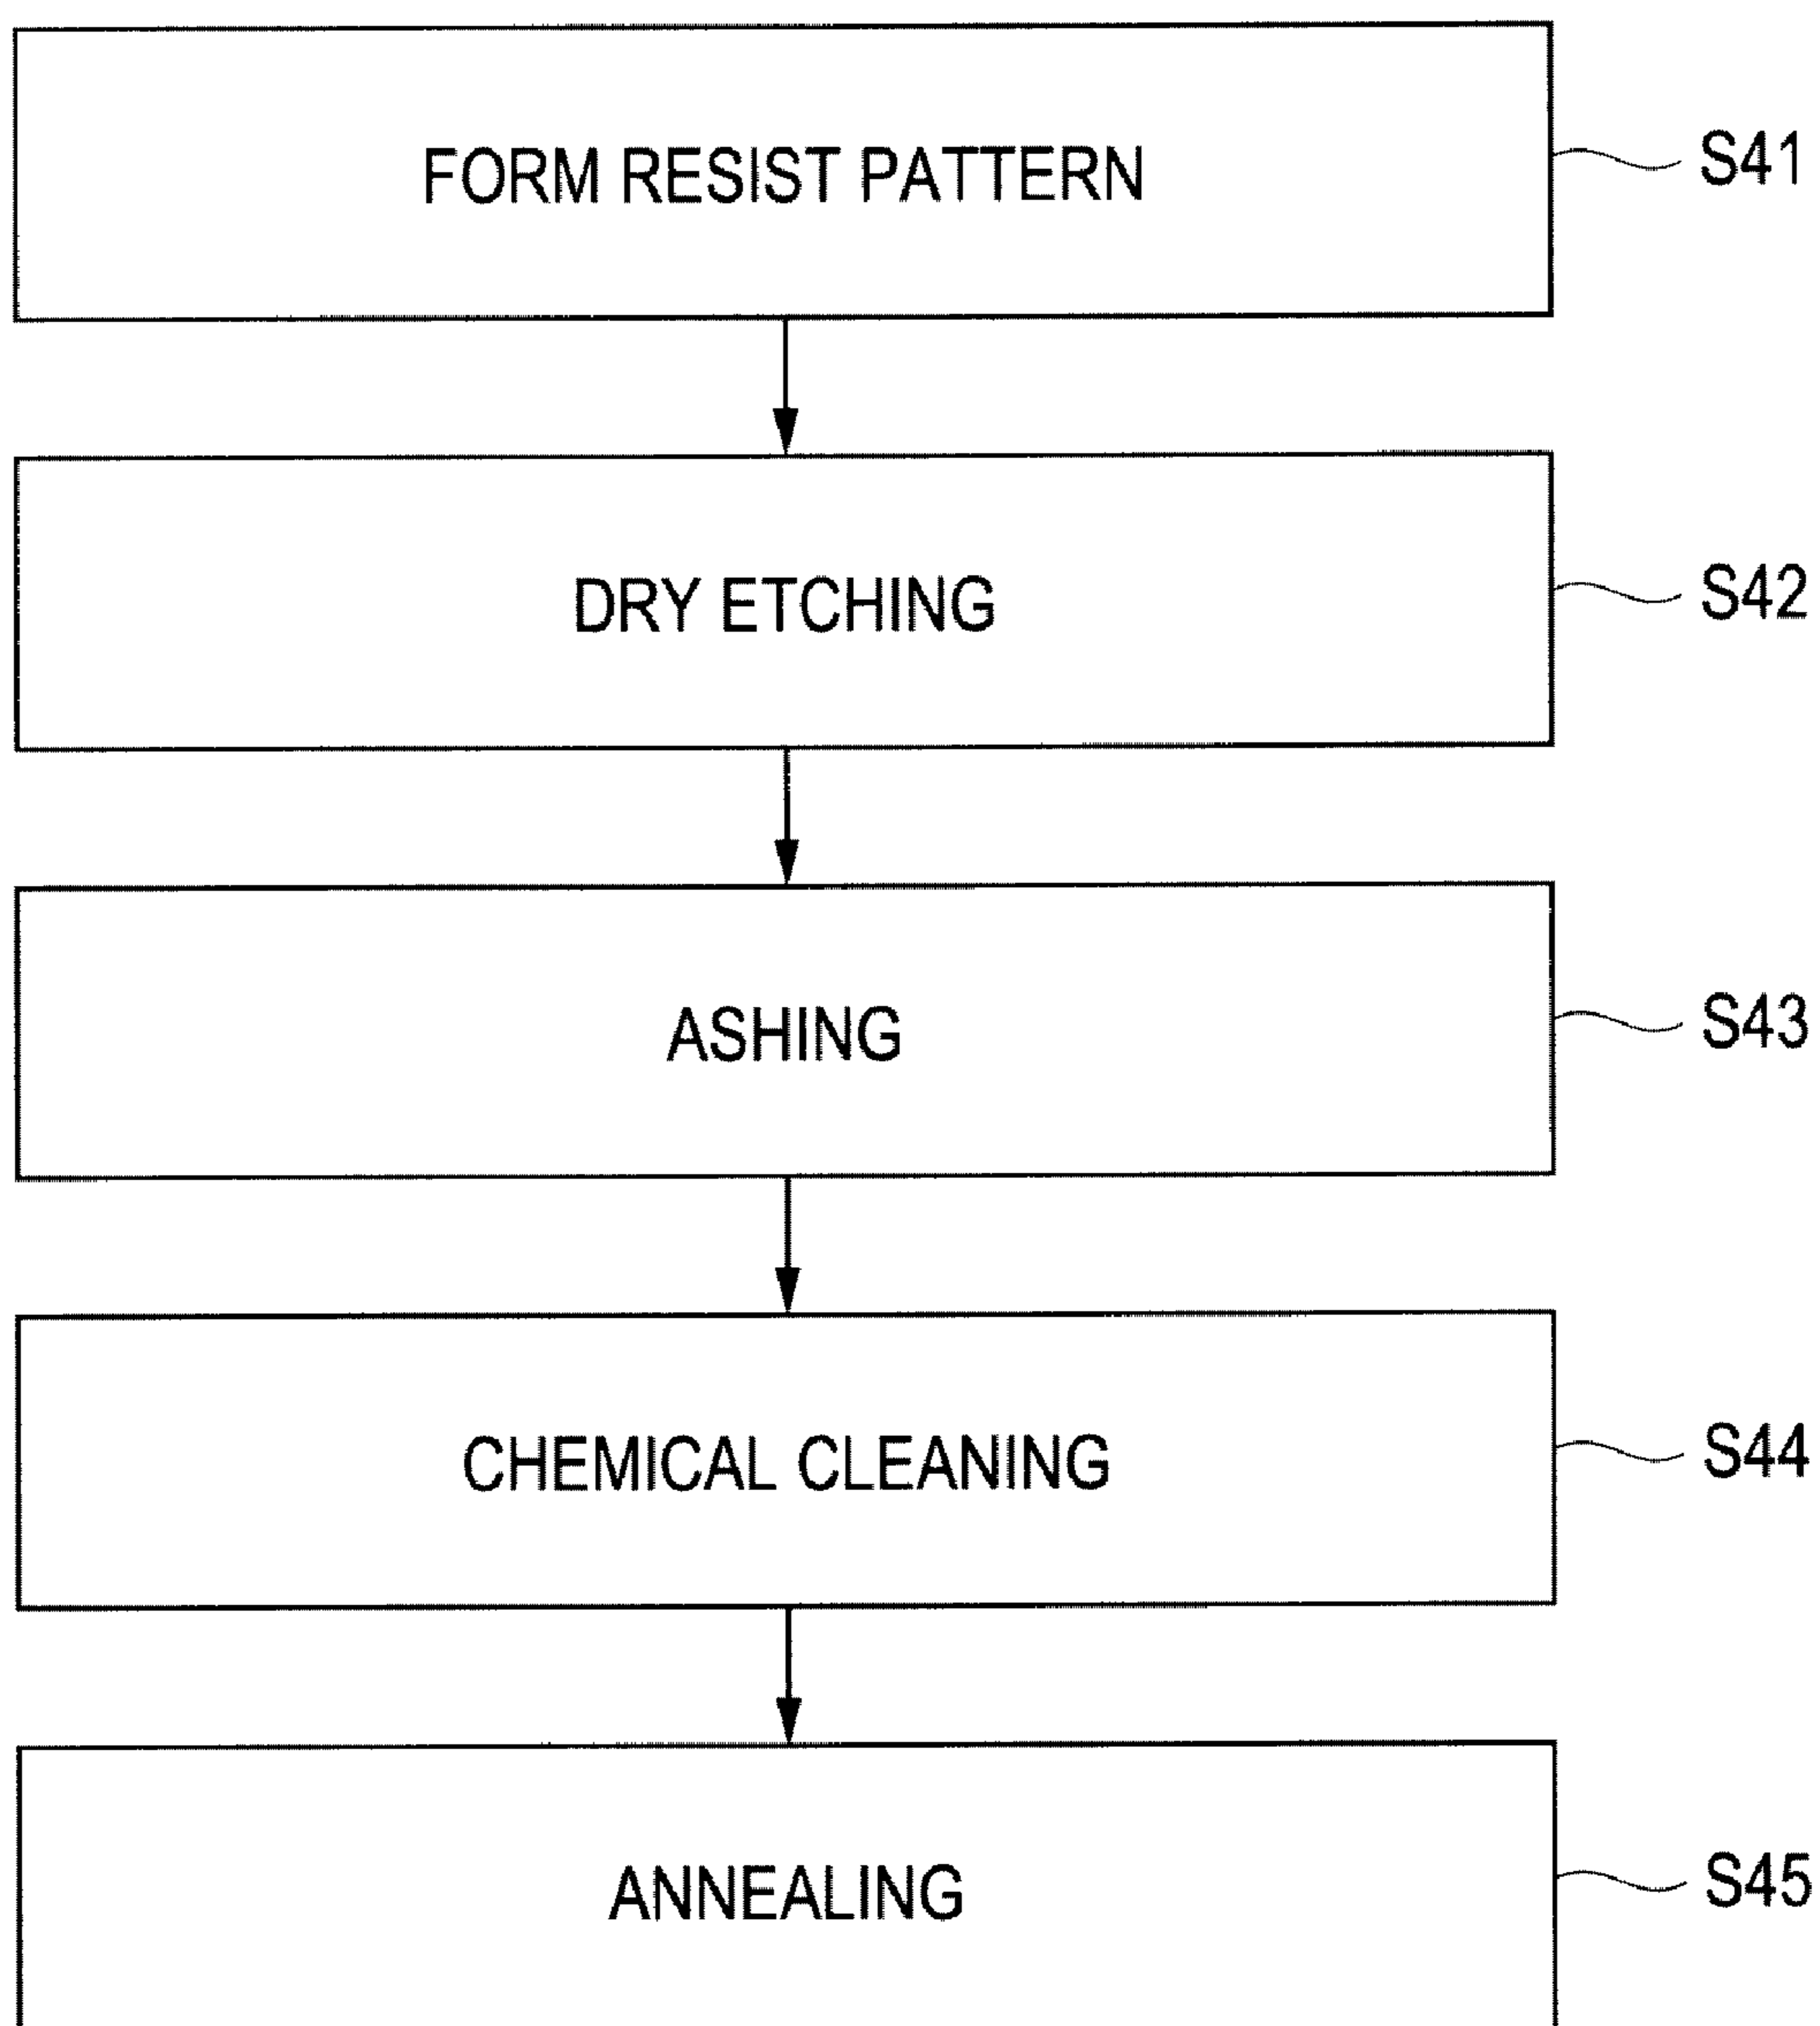 FORM RESIST PATTERN S41
DRY ETCHING S42
ASHING S43
CHEMICAL CLEANING S44
ANNEALING S45